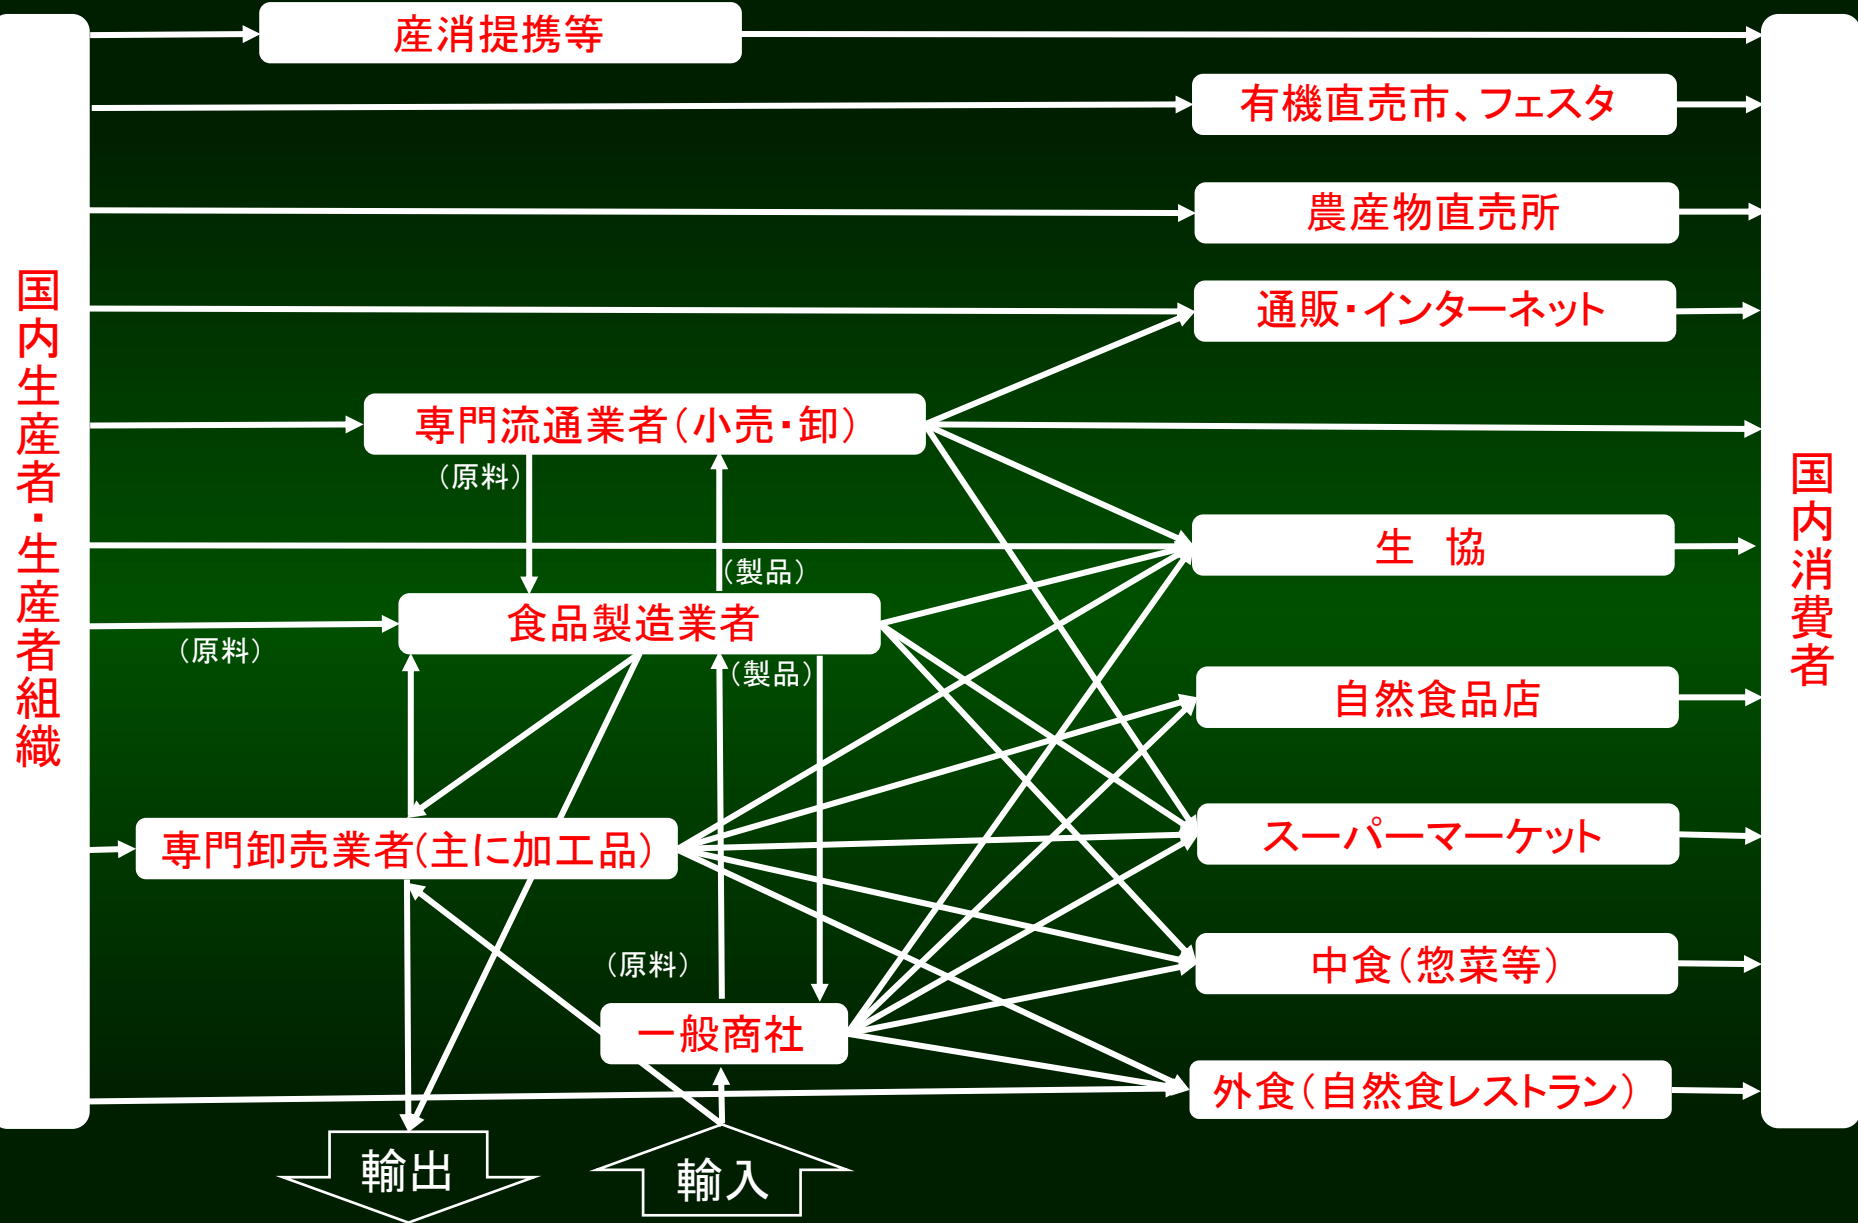 産消提携等
有機直売市、フェスタ
農産物直売所
国内生産者・生産者組織
通販・インターネット
専門流通業者（小売・卸）
（原料）
国内消費者
生　協
（製品）
食品製造業者
（原料）
（製品）
自然食品店
スーパーマーケット
専門卸売業者（主に加工品）
（原料）
中食（惣菜等）
一般商社
外食（自然食レストラン）
輸出
輸入